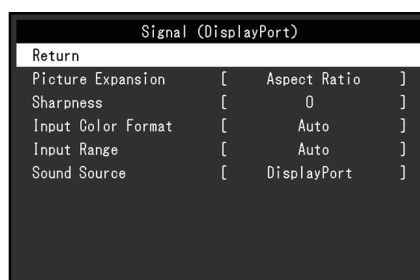 Signal (DisplayPort)
Return
Picture Expansion [ Aspect Ratio ]
Sharpness [ 0 ]
Input Color Format [ Auto ]
Input Range [ Auto ]
Sound Source [ DisplayPort ]